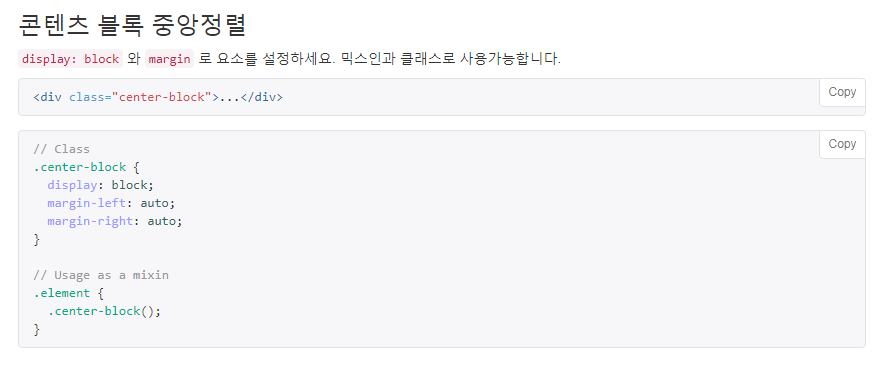 콘텐츠 블록 중앙정렬
display: block 와 margin 로 요소를 설정하세요. 믹스인과 클래스로 사용가능합니다.
<div class="center-block">...</div>
Copy
// Class
Copy
.center-block {
  display: block;
  margin-left: auto;
  margin-right: auto;
}
// Usage as a mixin
.element {
  .center-block();
}